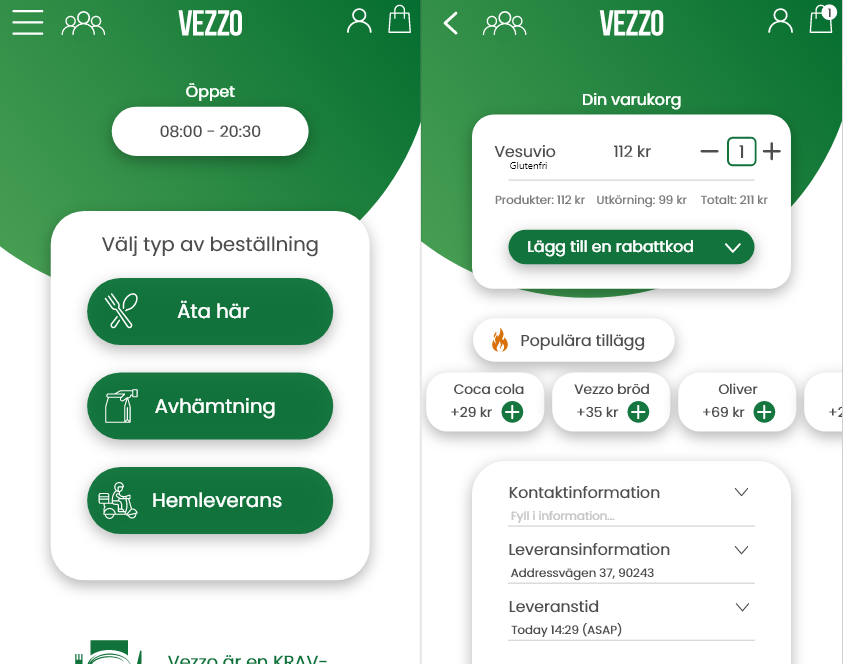 VEZZO
Öppet
08:00 - 20:30
Välj typ av beställning
Äta här
Avhämtning
Hemleverans
Vezzo är en KRAV-
VEZZO
1
Din varukorg
Vesuvio 112 kr 1
Glutenfri
Produkter: 112 kr Utkörning: 99 kr Totalt: 211 kr
Lägg till en rabattkod
Populära tillägg
Coca cola
+29 kr
Vezzo bröd
+35 kr
Oliver
+69 kr
Kontaktinformation
Fyll i information...
Leveransinformation
Addressvägen 37, 90243
Leveranstid
Today 14:29 (ASAP)